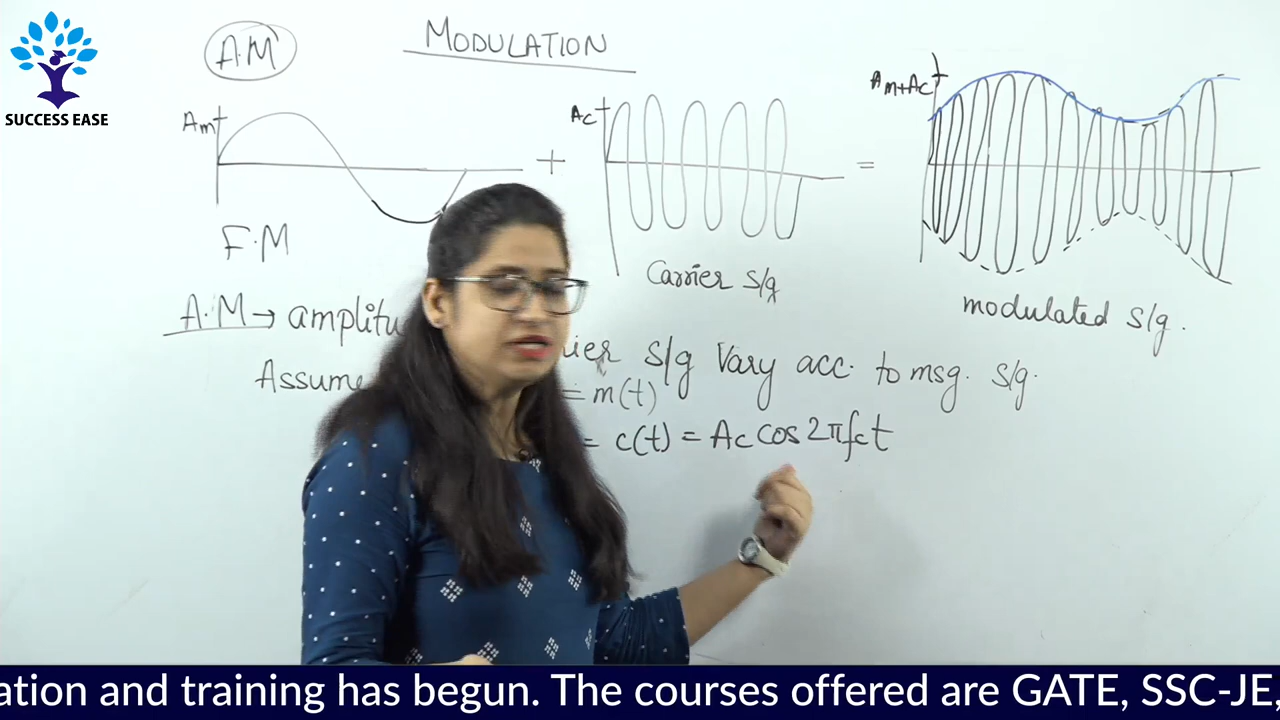 SUCCESS EASE
A.M
MODULATION
Am
+
Ac
=
Am+Ac
F.M
Carrier s/g
modulated s/g.
A.M → amplitu
s/g Vary acc. to msg. s/g.
Assume = m(t)
= c(t) = Ac cos 2πfct
ation and training has begun. The courses offered are GATE, SSC-JE,